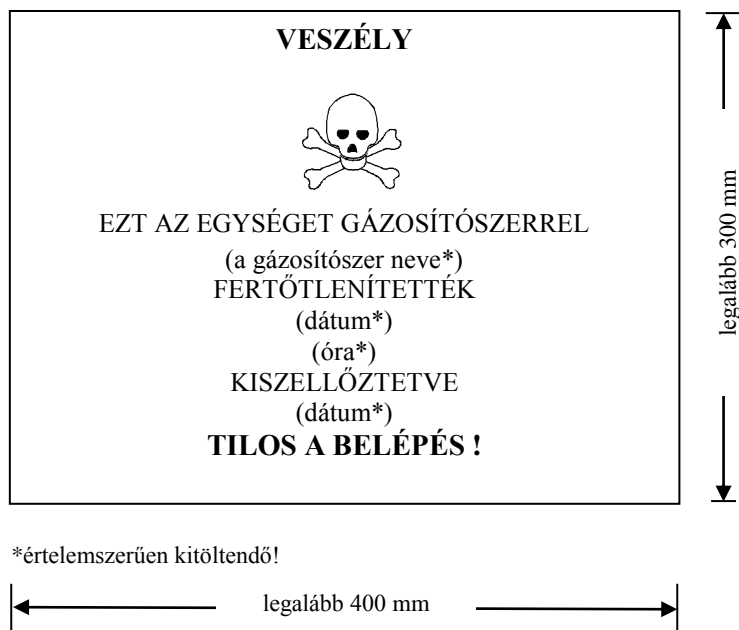 VESZÉLY
EZT AZ EGYSÉGET GÁZOSÍTÓSZERREL
(a gázosítószer neve*)
FERTŐTLENÍTETTÉK
(dátum*)
(óra*)
KISZELLŐZTETVE
(dátum*)
TILOS A BELÉPÉS !
legalább 300 mm
*értelemszerűen kitöltendő!
legalább 400 mm